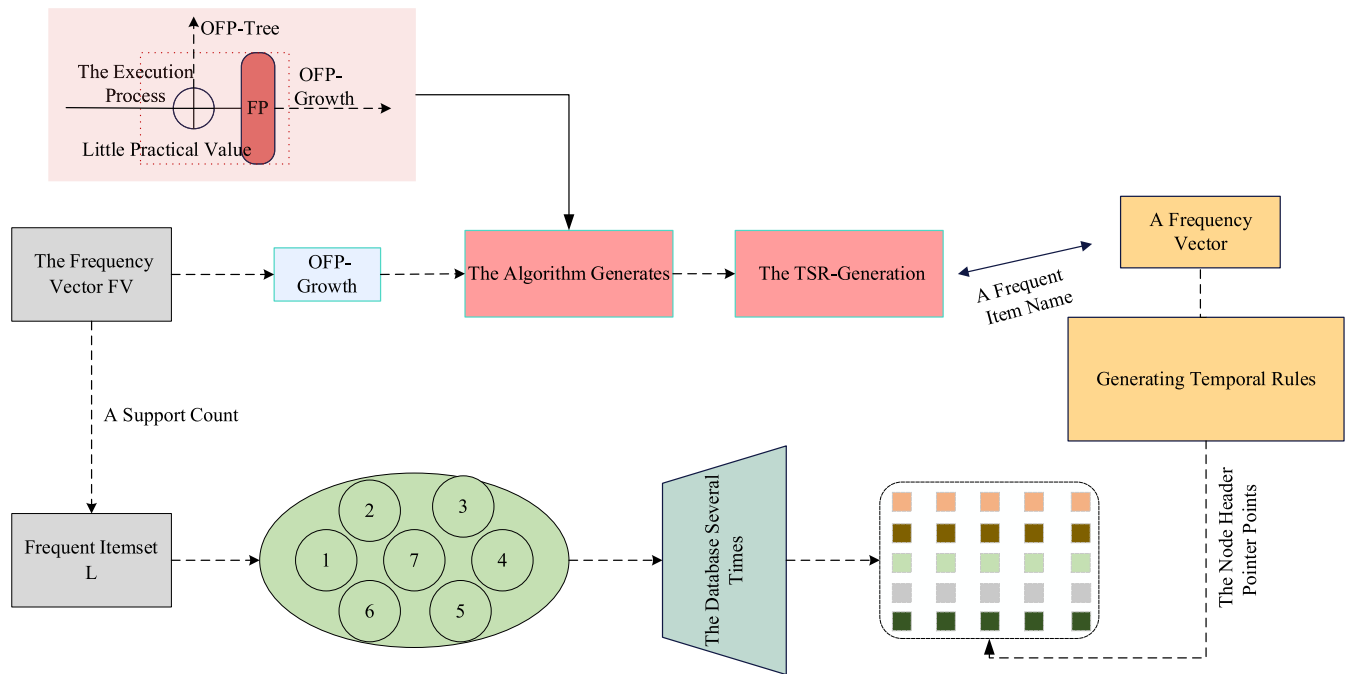 OFP-Tree
The Execution
Process
OFP-
Growth
FP
Little Practical Value
The Frequency
Vector FV
OFP-
Growth
The Algorithm Generates
The TSR-Generation
A Frequent
Item Name
A Frequency
Vector
Generating Temporal Rules
A Support Count
The Node Header
Pointer Points
Frequent Itemset
L
1
2
3
4
5
6
7
The Database Several
Times